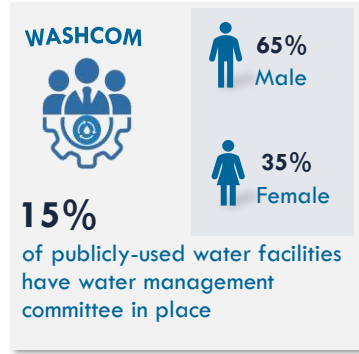 WASHCOM
65%
Male
35%
Female
15%
of publicly-used water facilities
have water management
committee in place